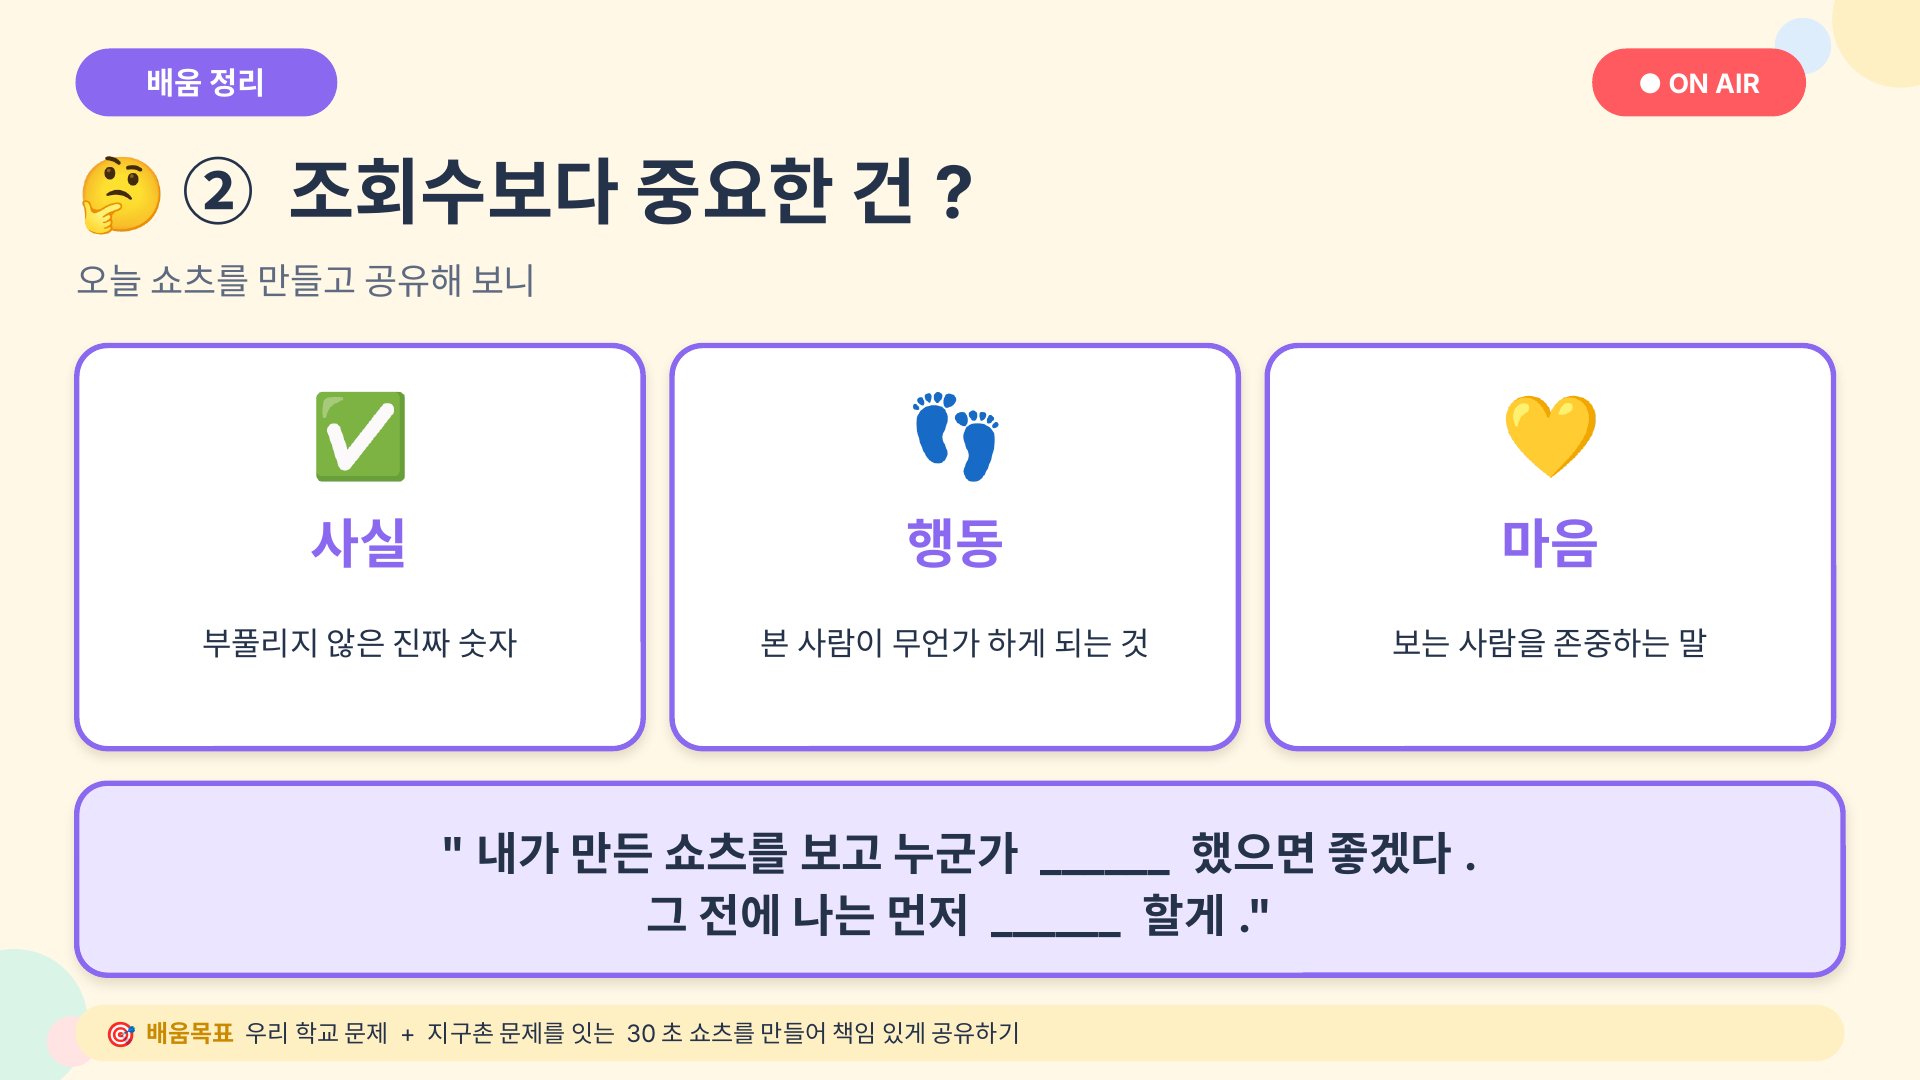 배움 정리
● ON AIR
🤔 ② 조회수보다 중요한 건 ?
오늘 쇼츠를 만들고 공유해 보니
✅
사실
부풀리지 않은 진짜 숫자
👣
행동
본 사람이 무언가 하게 되는 것
💛
마음
보는 사람을 존중하는 말
" 내가 만든 쇼츠를 보고 누군가 ______ 했으면 좋겠다 .
그 전에 나는 먼저 ______ 할게 ."
🎯 배움목표 우리 학교 문제 + 지구촌 문제를 잇는 30 초 쇼츠를 만들어 책임 있게 공유하기